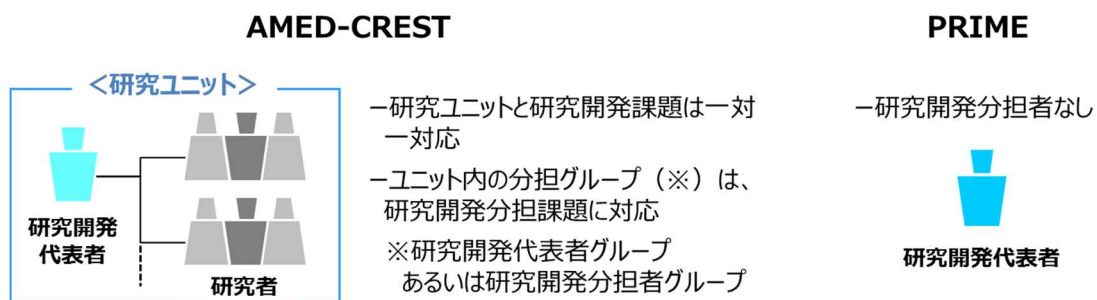 AMED-CREST
PRIME
<研究ユニット>
研究開発
代表者
研究者
ー研究ユニットと研究開発課題は一対
一対応
ーユニット内の分担グループ（※）は、
研究開発分担課題に対応
※研究開発代表者グループ
あるいは研究開発分担者グループ
ー研究開発分担者なし
研究開発代表者